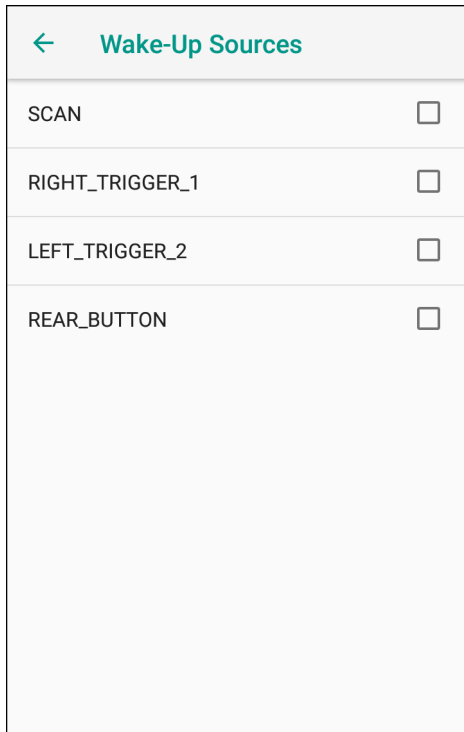 Wake-Up Sources
SCAN
RIGHT_TRIGGER_1
LEFT_TRIGGER_2
REAR_BUTTON